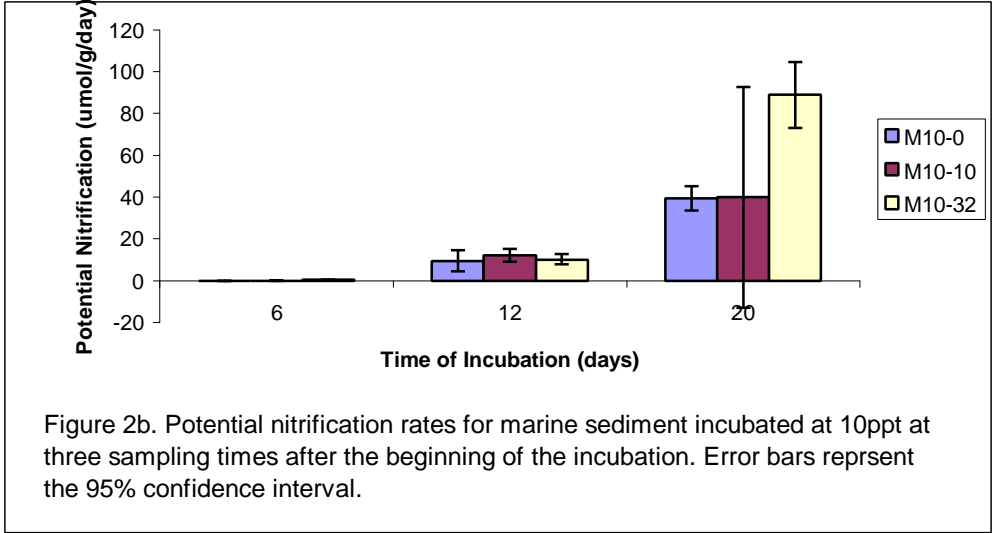 Potential Nitrification (umol/g/day)
120
100
80
60
40
20
0
-20
6
12
20
Time of Incubation (days)
M10-0
M10-10
M10-32
Figure 2b. Potential nitrification rates for marine sediment incubated at 10ppt at
three sampling times after the beginning of the incubation. Error bars reprsent
the 95% confidence interval.